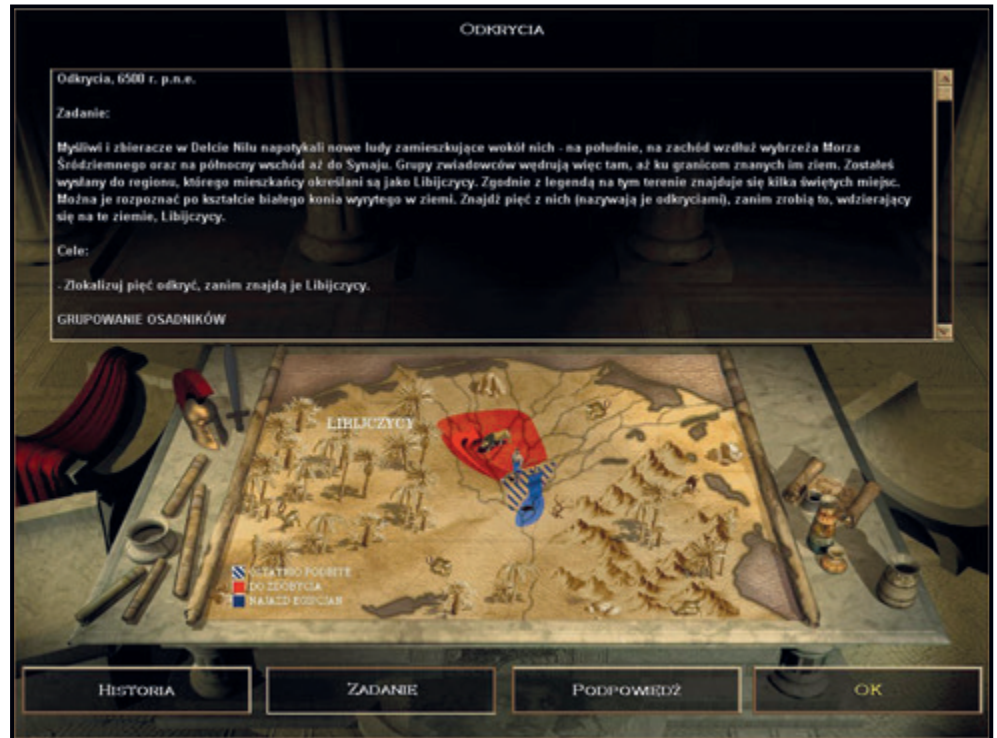 ODKRYCIA
Odkrycia, 6500 r. p.n.e.
Zadanie:
Myśliwi i zbieracze w Delcie Nilu napotykali nowe ludy zamieszkujące wokół nich - na południe, na zachód wzdłuż wybrzeża Morza
Śródziemnego oraz na północny wschód aż do Synaju. Grupy zwiadowców wędrują więc tam, aż ku granicom znanych im ziem. Zostałeś
wysłany do regionu, którego mieszkańcy określani są jako Libijczycy. Zgodnie z legendą na tym terenie znajduje się kilka świętych miejsc.
Można je rozpoznać po kształcie białego konia wyrytego w ziemi. Znajdź pięć z nich (nazywają je odkryciami), zanim zrobią to, wdzierający
się na te ziemie, Libijczycy.
Cele:
- Zlokalizuj pięć odkryć, zanim znajdą je Libijczycy.
GRUPOWANIE OSADNIKÓW
LIBIJCZYCY
OSTATNIO PODBITE
DO ZDOBYCIA
NAJAZD EGIPCJAN
HISTORIA
ZADANIE
PODPOWIEDŹ
OK